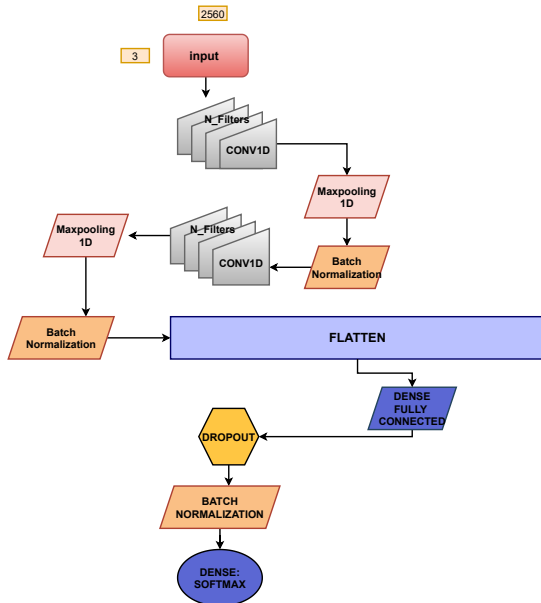 2560
3
input
N_Filters
CONV1D
Maxpooling
1D
Batch
Normalization
N_Filters
CONV1D
Maxpooling
1D
Batch
Normalization
FLATTEN
DENSE
FULLY
CONNECTED
DROPOUT
BATCH
NORMALIZATION
DENSE:
SOFTMAX